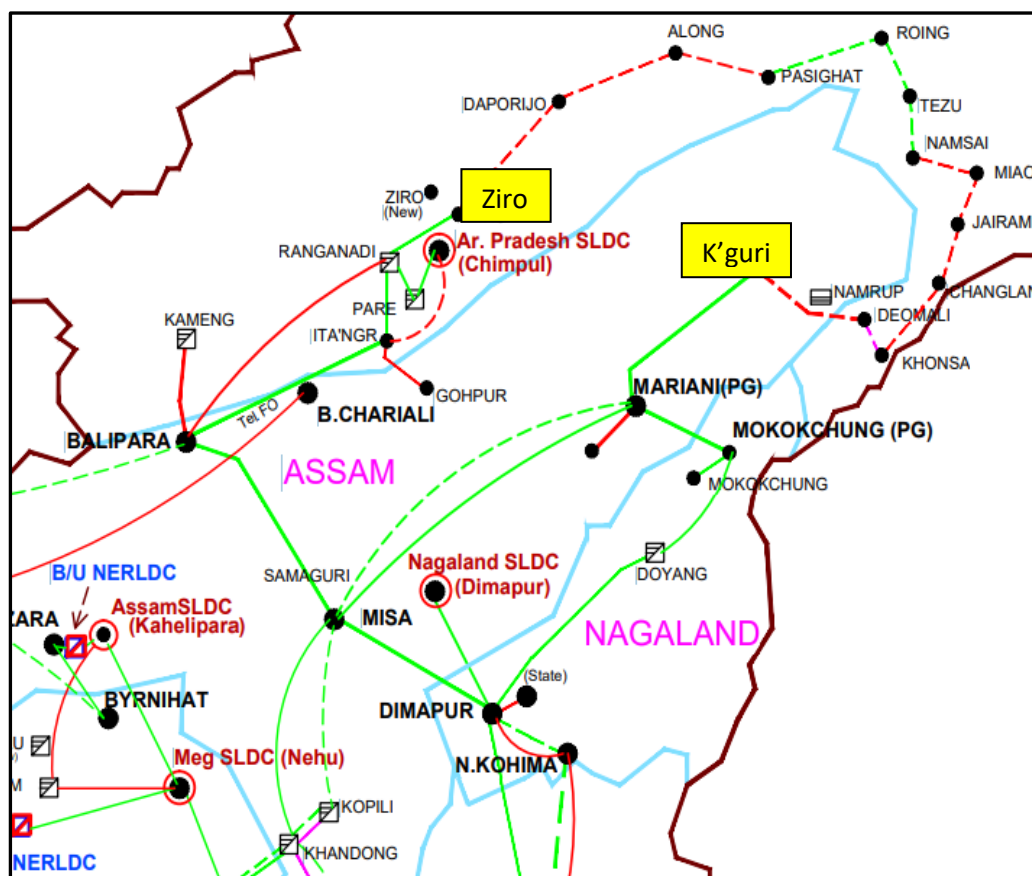 ALONG
ROING
PASIGHAT
DAPORIJO
TEZU
NAMSAI
MIAO
ZIRO
(New)
Ziro
JAIRAM
RANGANADI
Ar. Pradesh SLDC
(Chimpul)
K'guri
CHANGLAN
NAMRUP
PARE
KAMENG
DEOMALI
ITA'NGR
KHONSA
GOHPUR
MARIANI(PG)
Tel FO
B.CHARIALI
BALIPARA
MOKOKCHUNG (PG)
ASSAM
MOKOKCHUNG
Nagaland SLDC
(Dimapur)
DOYANG
B/U NERLDC
SAMAGURI
AssamSLDC
(Kahelipara)
ZARA
MISA
NAGALAND
(State)
BYRNIHAT
DIMAPUR
U
Meg SLDC (Nehu)
N.KOHIMA
M
KOPILI
KHANDONG
NERLDC